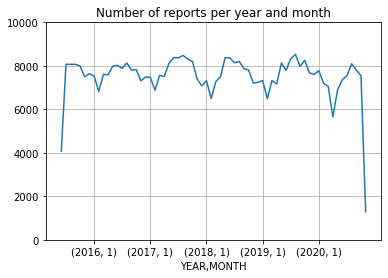 Number of reports per year and month
10000
8000
6000
4000
2000
0
(2016, 1) (2017, 1) (2018, 1) (2019, 1) (2020, 1)
YEAR,MONTH